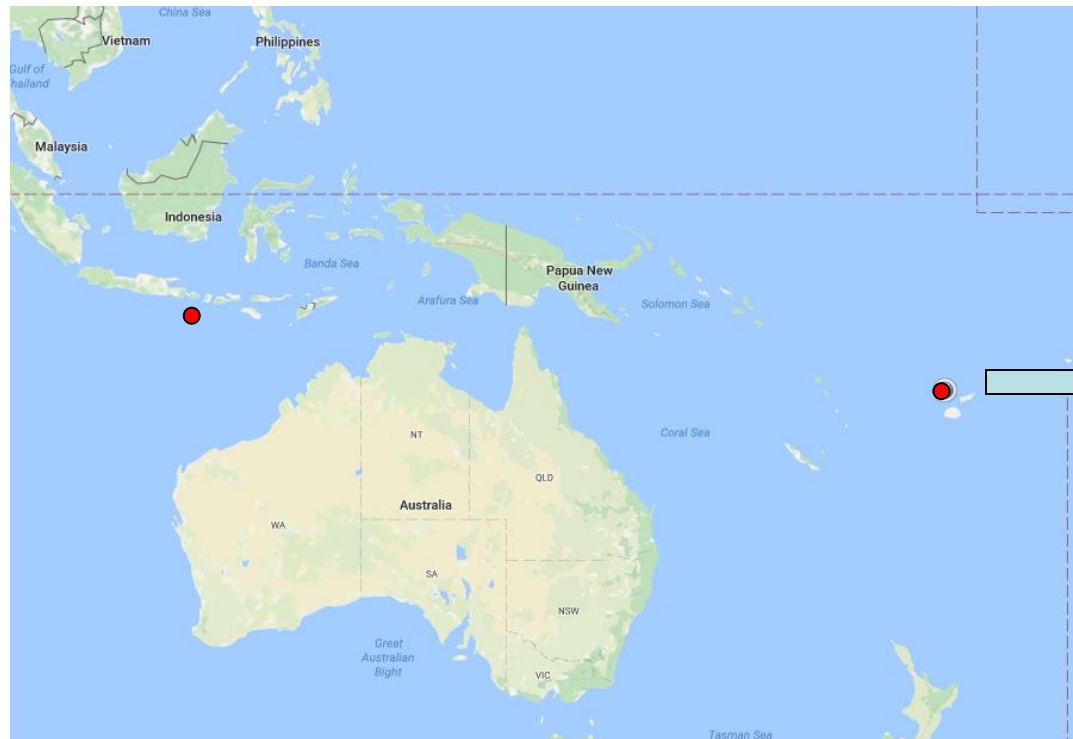 China Sea
Vietnam
Philippines
Gulf of
Thailand
Malaysia
Indonesia
Banda Sea
Papua New
Guinea
Arafura Sea
Solomon Sea
NT
Coral Sea
QLD
Australia
WA
SA
NSW
Great
Australian
Bight
VIC
Tasman Sea